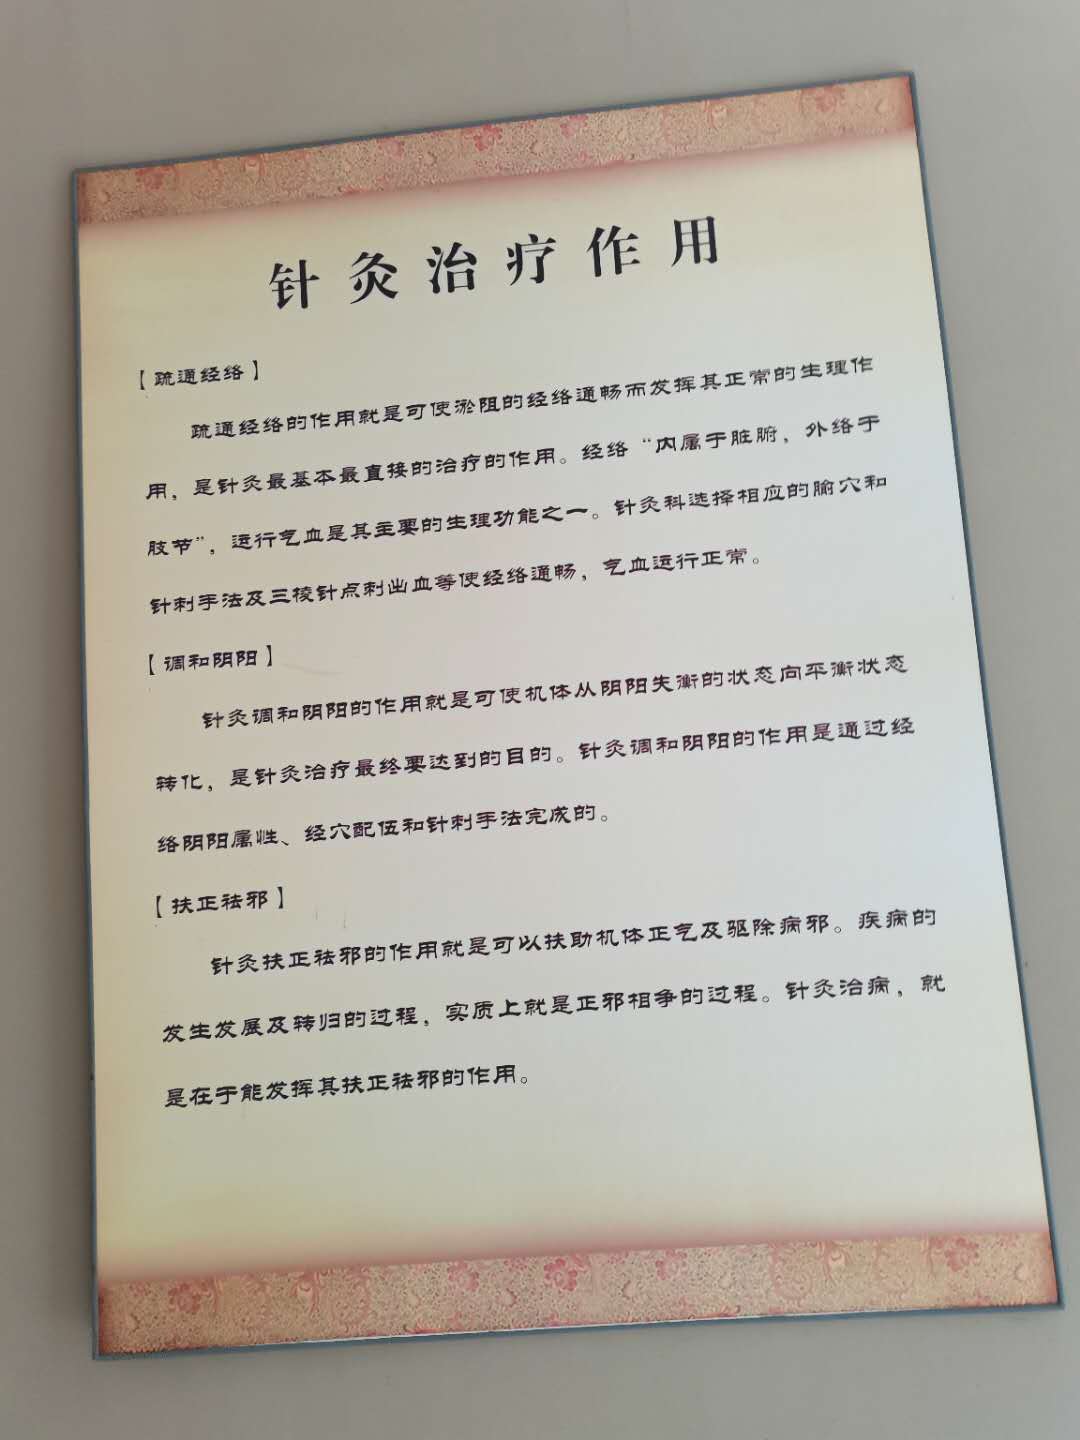 针灸治疗作用
【疏通经络】
疏通经络的作用就是可使淤阻的经络通畅而发挥其正常的生理作
用，是针灸最基本最直接的治疗的作用。经络“内属于脏腑，外络于
肢节”，运行气血是其主要的生理功能之一。针灸科选择相应的腧穴和
针刺手法及三棱针点刺出血等使经络通畅，气血运行正常。
【调和阴阳】
针灸调和阴阳的作用就是可使机体从阴阳失衡的状态向平衡状态
转化，是针灸治疗最终要达到的目的。针灸调和阴阳的作用是通过经
络阴阳属性、经穴配伍和针刺手法完成的。
【扶正祛邪】
针灸扶正祛邪的作用就是可以扶助机体正气及驱除病邪。疾病的
发生发展及转归的过程，实质上就是正邪相争的过程。针灸治病，就
是在于能发挥其扶正祛邪的作用。